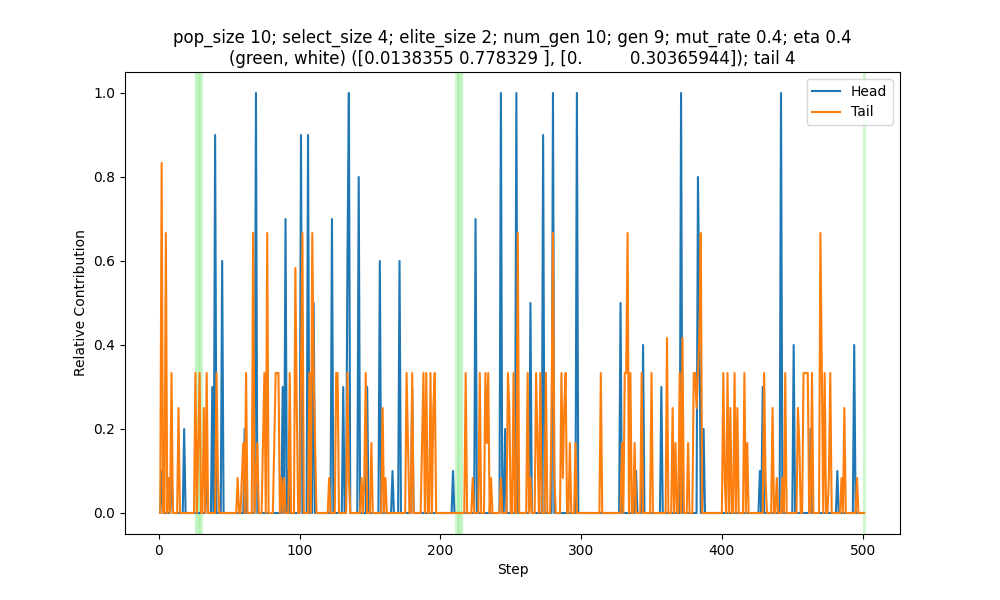 pop_size 10; select_size 4; elite_size 2; num_gen 10; gen 9; mut_rate 0.4; eta 0.4
(green, white) ([0.0138355 0.778329 ], [0.         0.30365944]); tail 4
Head
Tail
1.0
0.8
0.6
0.4
0.2
0.0
Relative Contribution
0
100
200
300
400
500
Step